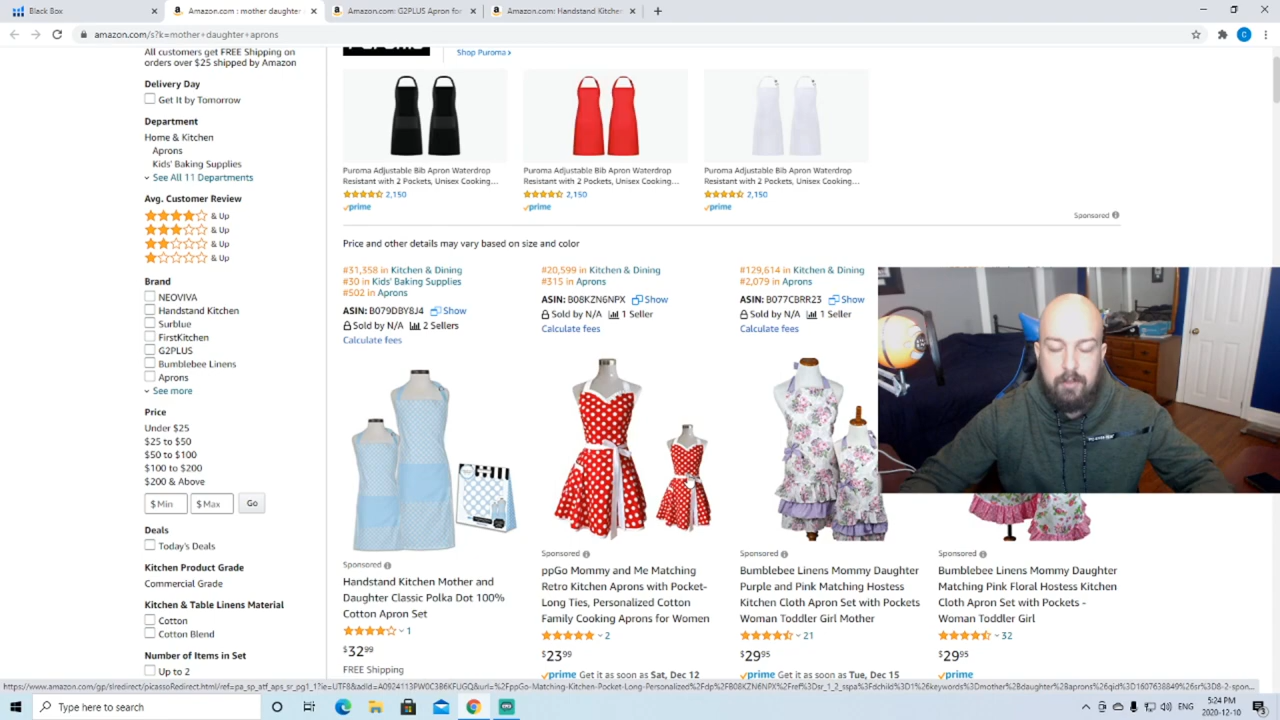 Black Box
Amazon.com : mother daughter
Amazon.com: G2PLUS Apron for
Amazon.com: Handstand Kitchen
amazon.com/s?k=mother+daughter+aprons
C
All customers get FREE Shipping on
orders over $25 shipped by Amazon
Delivery Day
Get It by Tomorrow
Department
Home & Kitchen
Aprons
Kids' Baking Supplies
See All 11 Departments
Avg. Customer Review
& Up
& Up
& Up
& Up
Brand
NEOVIVA
Handstand Kitchen
Surblue
FirstKitchen
G2PLUS
Bumblebee Linens
Aprons
See more
Price
Under $25
$25 to $50
$50 to $100
$100 to $200
$200 & Above
$ Min
$ Max
Go
Deals
Today's Deals
Kitchen Product Grade
Commercial Grade
Kitchen & Table Linens Material
Cotton
Cotton Blend
Number of Items in Set
Up to 2
Shop Puroma ›
Puroma Adjustable Bib Apron Waterdrop
Resistant with 2 Pockets, Unisex Cooking...
2,150
prime
Puroma Adjustable Bib Apron Waterdrop
Resistant with 2 Pockets, Unisex Cooking...
2,150
prime
Puroma Adjustable Bib Apron Waterdrop
Resistant with 2 Pockets, Unisex Cooking...
2,150
prime
Sponsored
Price and other details may vary based on size and color
#31,358 in Kitchen & Dining
#30 in Kids' Baking Supplies
#502 in Aprons
ASIN: B079DBY8J4 Show
Sold by N/A 2 Sellers
Calculate fees
Sponsored
Handstand Kitchen Mother and
Daughter Classic Polka Dot 100%
Cotton Apron Set
1
$32.99
FREE Shipping
#20,599 in Kitchen & Dining
#315 in Aprons
ASIN: B08KZN6NPX Show
Sold by N/A 1 Seller
Calculate fees
Sponsored
ppGo Mommy and Me Matching
Retro Kitchen Aprons with Pocket-
Long Ties, Personalized Cotton
Family Cooking Aprons for Women
2
$23.99
prime Get it as soon as Sat, Dec 12
#129,614 in Kitchen & Dining
#2,079 in Aprons
ASIN: B077CBRR23 Show
Sold by N/A 1 Seller
Calculate fees
Sponsored
Bumblebee Linens Mommy Daughter
Purple and Pink Matching Hostess
Kitchen Cloth Apron Set with Pockets
- Woman Toddler Girl Mother
21
$29.95
prime Get it as soon as Tue, Dec 15
Sponsored
Bumblebee Linens Mommy Daughter
Matching Pink Floral Hostess Kitchen
Cloth Apron Set with Pockets -
Woman Toddler Girl
32
$29.95
prime
Type here to search
ENG
5:24 PM
2020-12-10
3